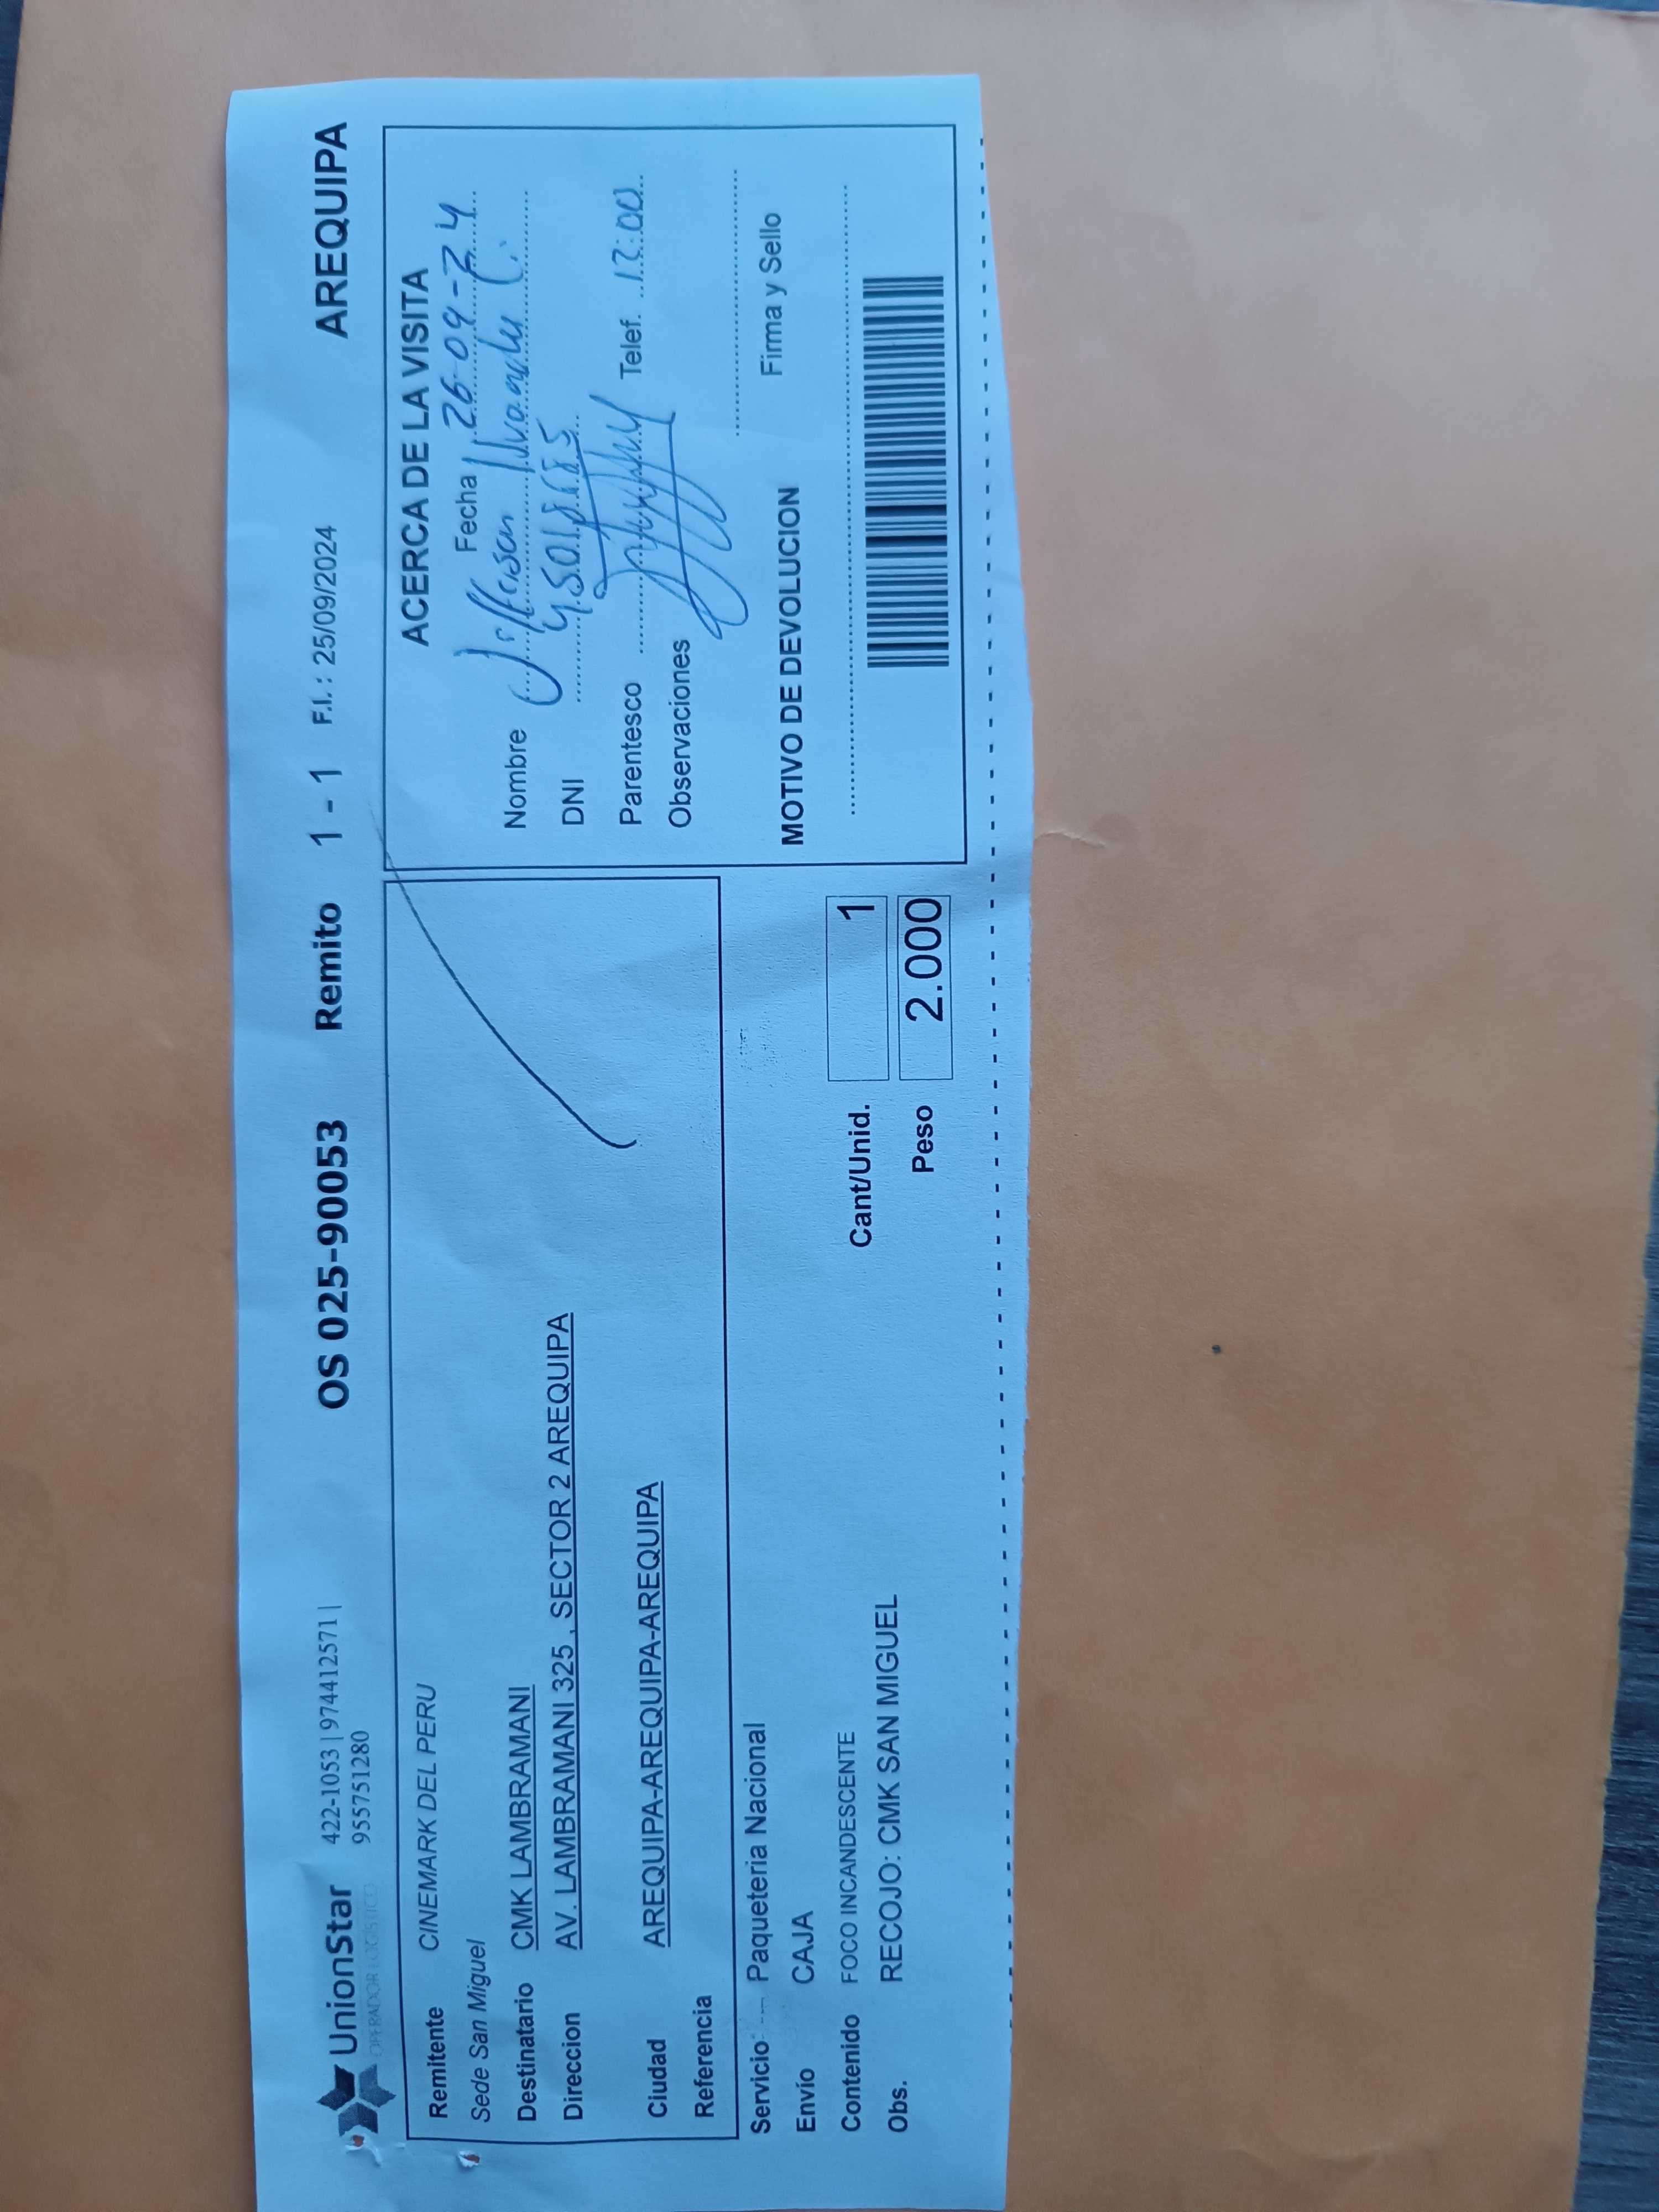 UnionStar 422-1053 | 974412571 | OS 025-90053 Remito 1 - 1 F.I. : 25/09/2024 AREQUIPA
OPERADOR LOGISTICO 955751280
Remitente CINEMARK DEL PERU
Sede San Miguel
Destinatario CMK LAMBRAMANI
Direccion AV. LAMBRAMANI 325 , SECTOR 2 AREQUIPA
Ciudad AREQUIPA-AREQUIPA-AREQUIPA
Referencia
Servicio Paqueteria Nacional
Envío CAJA
Contenido FOCO INCANDESCENTE
Obs. RECOJO: CMK SAN MIGUEL
Cant/Unid. 1
Peso 2.000
ACERCA DE LA VISITA
Fecha 26-09-24
Nombre
DNI
Parentesco Telef. 12:00
Observaciones
Firma y Sello
MOTIVO DE DEVOLUCION